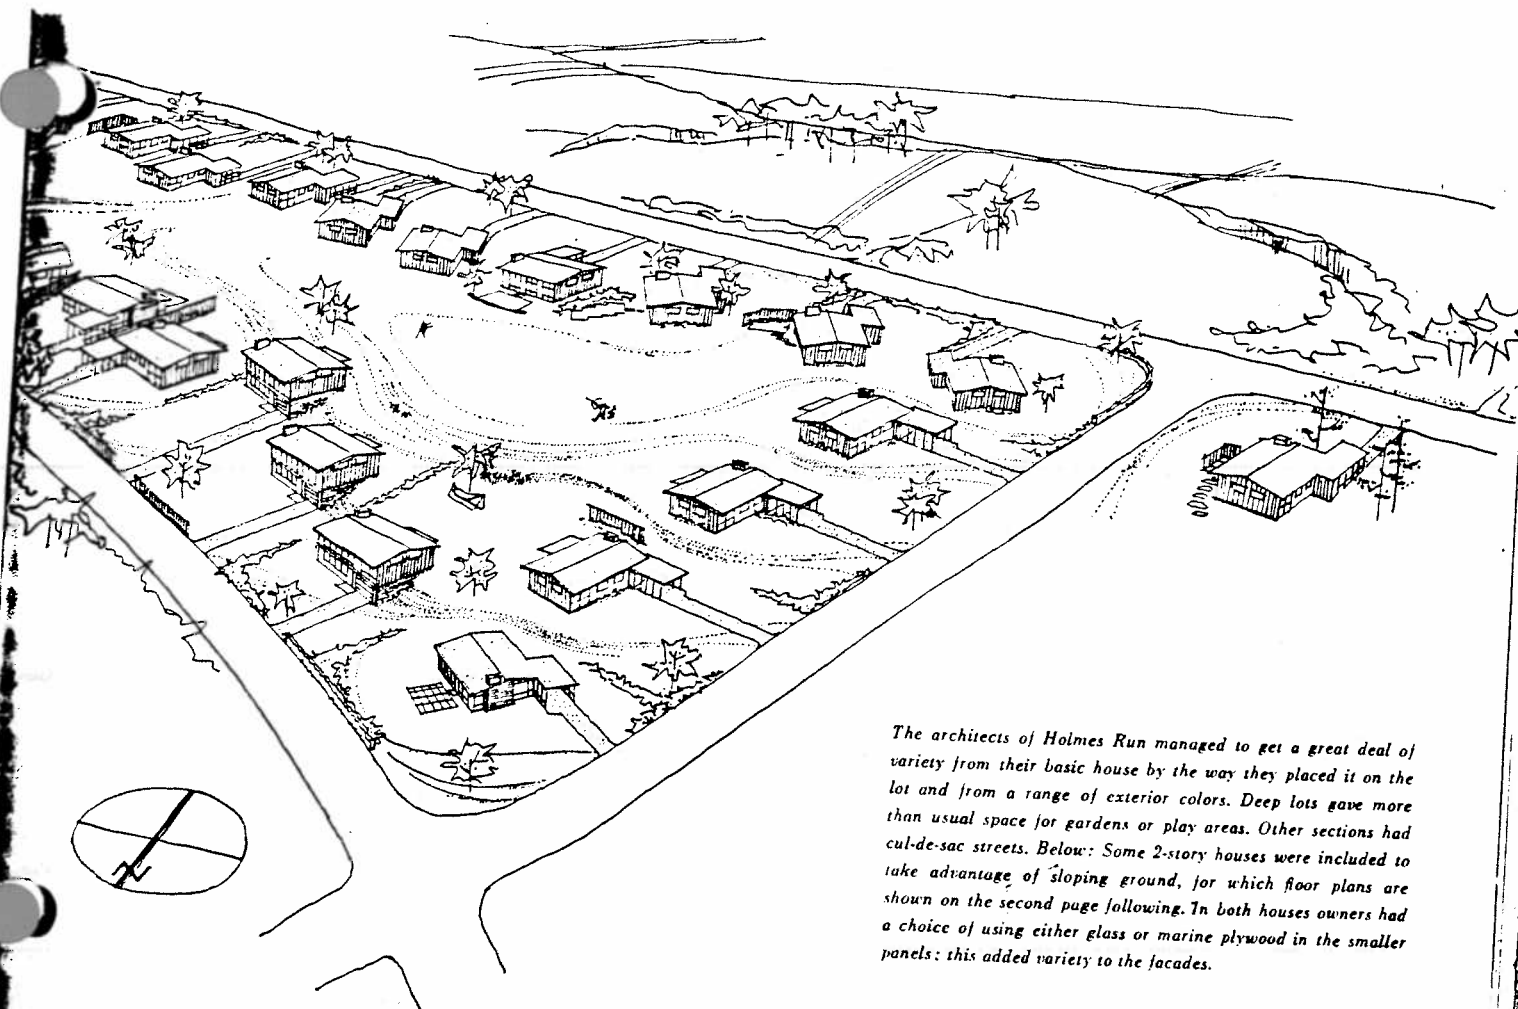 The architects of Holmes Run managed to get a great deal of
variety from their basic house by the way they placed it on the
lot and from a range of exterior colors. Deep lots gave more
than usual space for gardens or play areas. Other sections had
cul-de-sac streets. Below: Some 2-story houses were included to
take advantage of sloping ground, for which floor plans are
shown on the second page following. In both houses owners had
a choice of using either glass or marine plywood in the smaller
panels; this added variety to the facades.
N